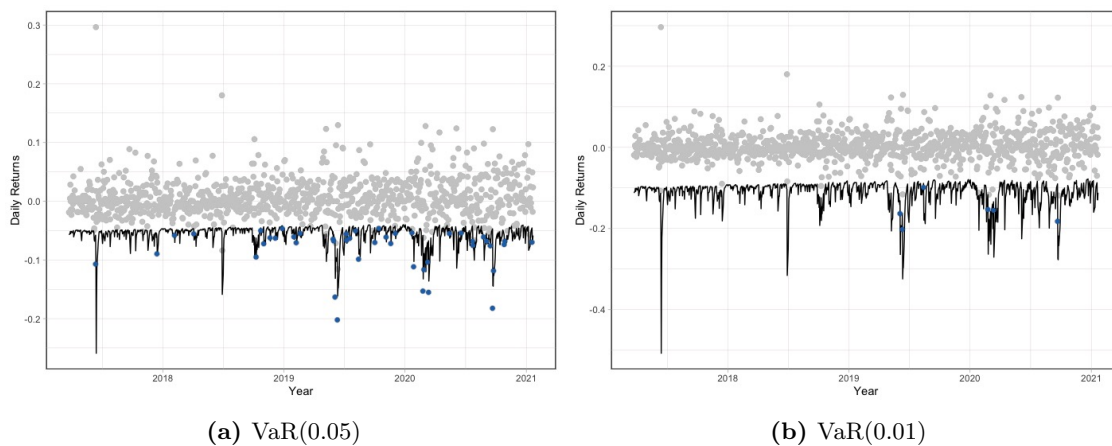 0.3
0.2
0.1
0.0
-0.1
-0.2
Daily Returns
2018 2019 2020 2021
Year
(a) VaR(0.05)
0.2
0.0
-0.2
-0.4
Daily Returns
2018 2019 2020 2021
Year
(b) VaR(0.01)